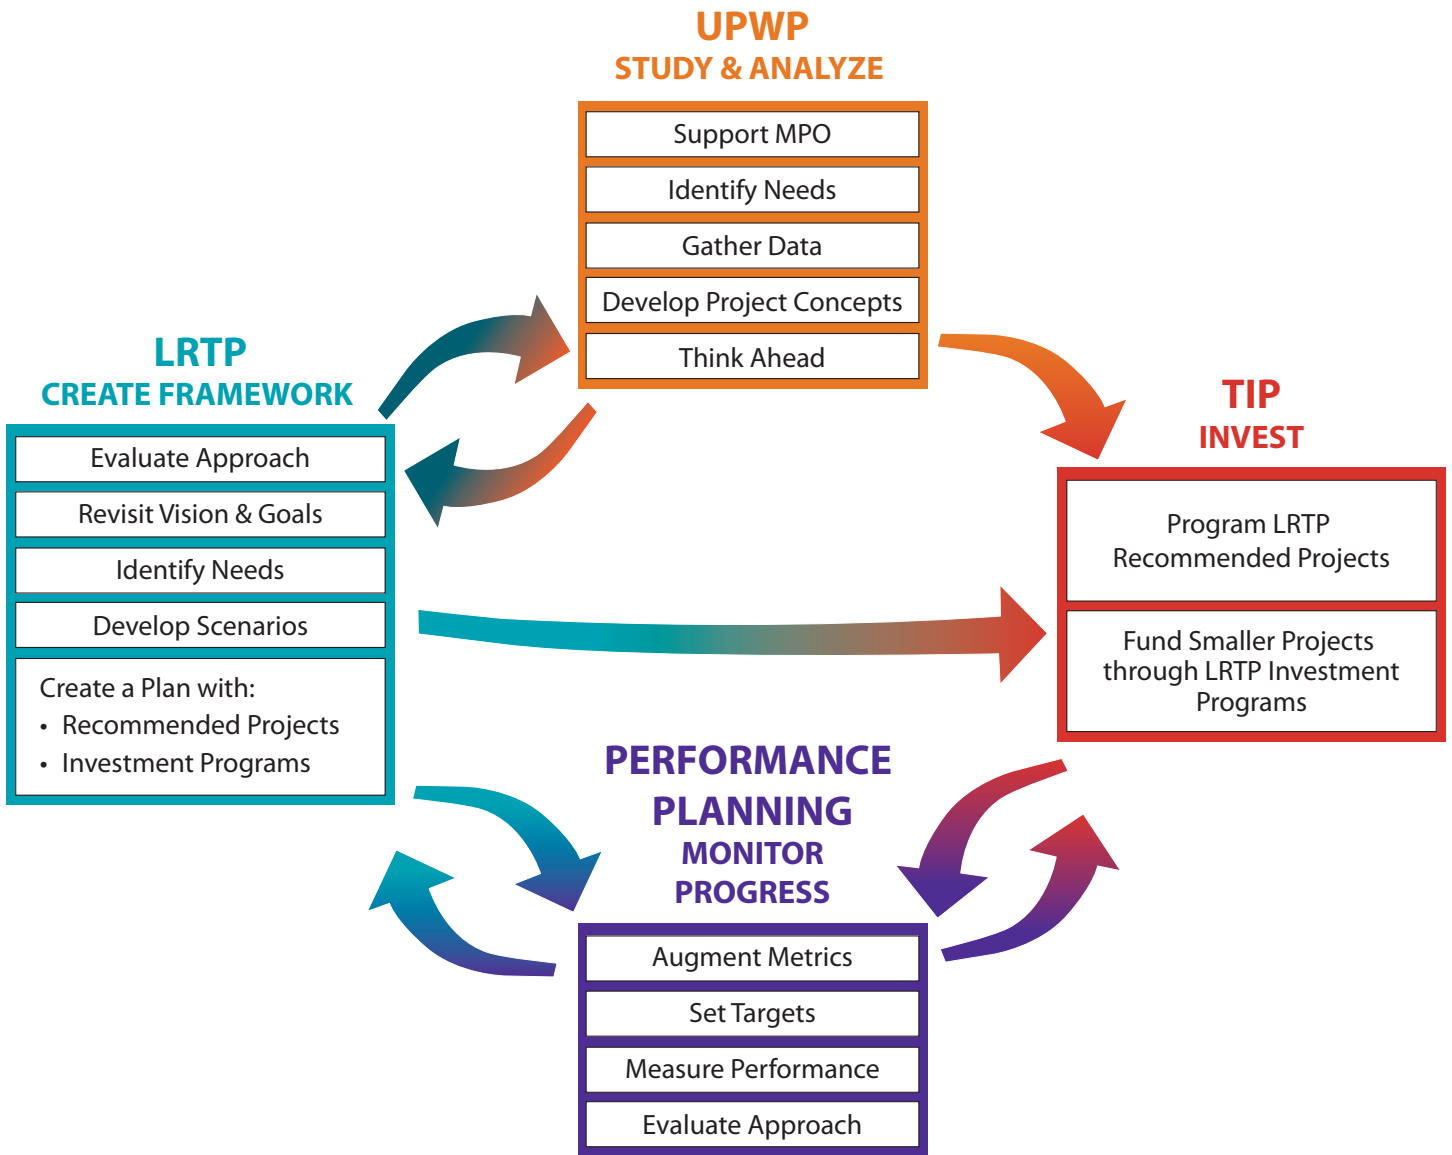 UPWP
STUDY & ANALYZE
Support MPO
Identify Needs
Gather Data
Develop Project Concepts
Think Ahead
LRTP
CREATE FRAMEWORK
Evaluate Approach
Revisit Vision & Goals
Identify Needs
Develop Scenarios
Create a Plan with:
• Recommended Projects
• Investment Programs
TIP
INVEST
Program LRTP
Recommended Projects
Fund Smaller Projects
through LRTP Investment
Programs
PERFORMANCE
PLANNING
MONITOR
PROGRESS
Augment Metrics
Set Targets
Measure Performance
Evaluate Approach